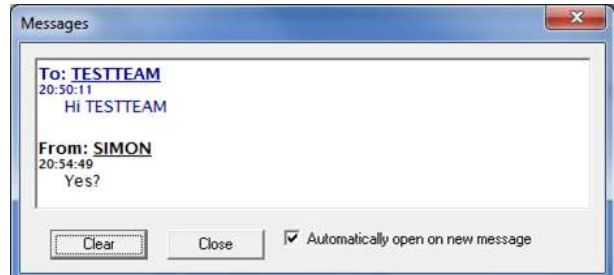 Messages
To: TESTTEAM
20:50:11
Hi TESTTEAM
From: SIMON
20:54:49
Yes?
Clear
Close
Automatically open on new message